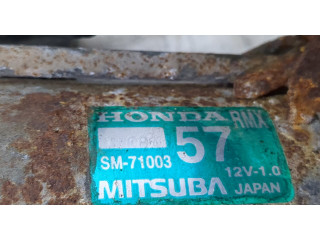 HONDA RMX
57
SM-71003
12V-1.0
MITSUBA JAPAN